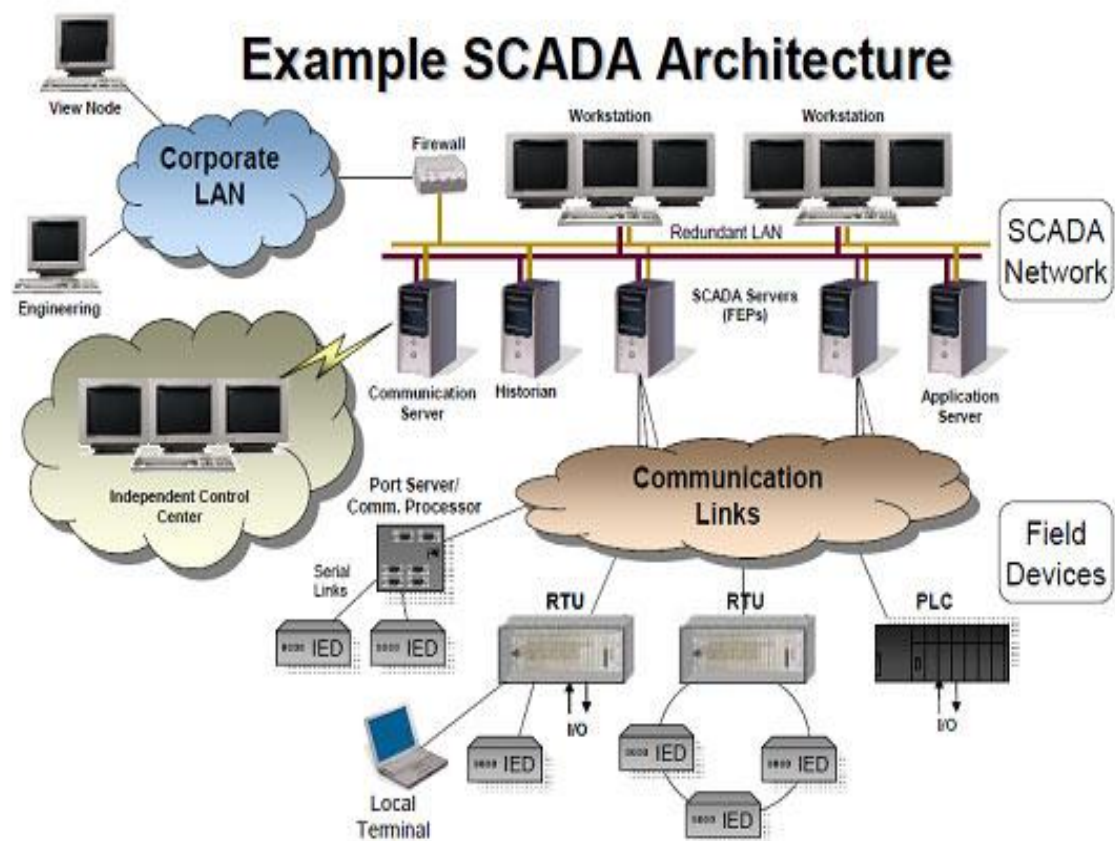 Example SCADA Architecture
View Node
Corporate
LAN
Firewall
Workstation
Workstation
Redundant LAN
SCADA
Network
Engineering
SCADA Servers
(FEPs)
Communication
Server
Historian
Application
Server
Independent Control
Center
Port Server/
Comm. Processor
Communication
Links
Field
Devices
Serial
Links
RTU
RTU
PLC
IED
IED
I/O
I/O
IED
IED
IED
IED
Local
Terminal